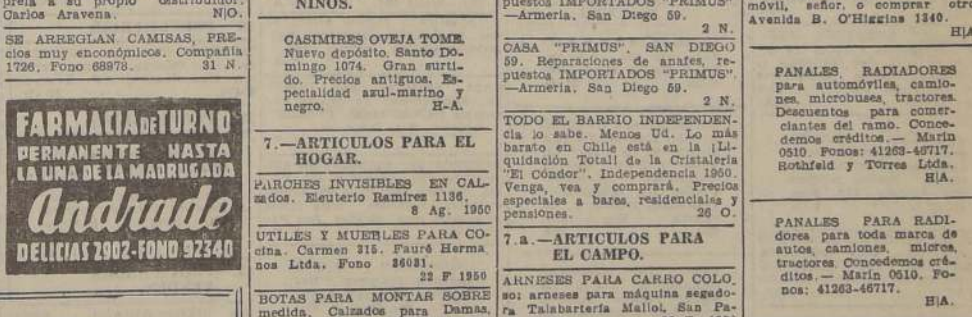 prela a su propio distribuidor.
Carlos Aravena. N|O.
SE ARREGLAN CAMISAS, PRE-
cios muy enconómicos. Compañía
1726. Fono 68978. 31 N.
FARMACIA DE TURNO
PERMANENTE HASTA
LA UNA DE LA MADRUGADA
Andrade
DELICIAS 2902-FONO 92340
NIÑOS.
CASIMIRES OVEJA TOME.
Nuevo depósito. Santo Do-
mingo 1074. Gran surti-
do. Precios antiguos. Es-
pecialidad azul-marino y
negro. H-A.
7.—ARTICULOS PARA EL
HOGAR.
PARCHES INVISIBLES EN CAL-
zados. Eleuterio Ramírez 1136.
8 Ag. 1950
UTILES Y MUEBLES PARA CO-
cina. Carmen 315. Fauré Herma
nos Ltda. Fono 36031.
22 F 1950
BOTAS PARA MONTAR SOBRE
medida. Calzados para Damas,
puestos IMPORTADOS "PRIMUS"
—Armería. San Diego 59.
2 N.
CASA "PRIMUS". SAN DIEGO
59. Reparaciones de anafes, re-
puestos IMPORTADOS "PRIMUS".
—Armería. San Diego 59.
2 N.
TODO EL BARRIO INDEPENDEN-
cia lo sabe. Menos Ud. Lo más
barato en Chile está en la ¡Li-
quidación Total! de la Cristalería
"El Cóndor". Independencia 1950.
Venga, vea y comprará. Precios
especiales a bares, residenciales y
pensiones. 26 O.
7.a.—ARTICULOS PARA
EL CAMPO.
ARNESES PARA CARRO COLO.
so; arneses para máquina segado-
ra Talabartería Mallol, San Pa-
móvil, señor, o comprar otro
Avenida B. O'Higgins 1340.
H|A
PANALES, RADIADORES
para automóviles, camio-
nes, microbuses, tractores.
Descuentos para comer-
ciantes del ramo. Conce-
demos créditos — Marín
0510. Fonos: 41263-46717.
Rothfeld y Torres Ltda.
H|A.
PANALES PARA RADI-
dores para toda marca de
autos, camiones, micros,
tractores. Concedemos cré-
ditos.— Marín 0510. Fo-
nos: 41263-46717.
H|A.